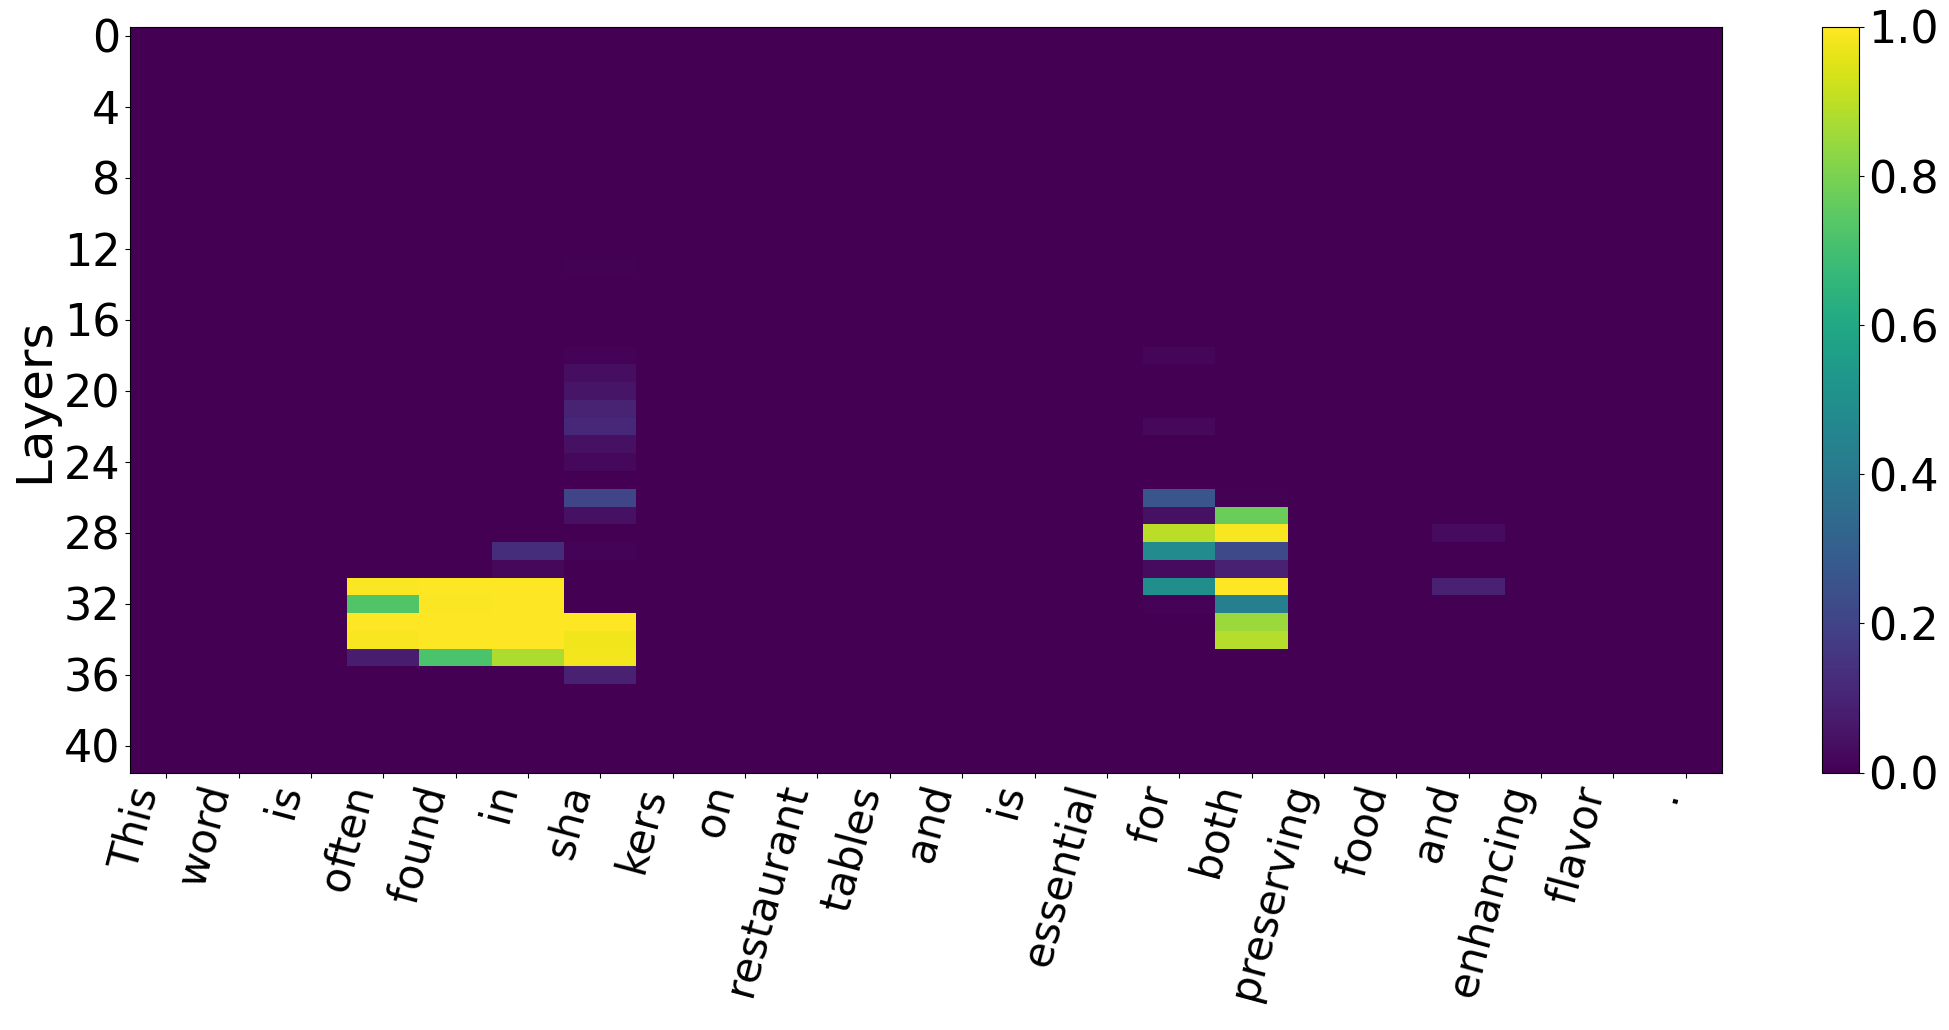 Layers
0
4
8
12
16
20
24
28
32
36
40
This
word
is
often
found
in
sha
kers
on
restaurant
tables
and
is
essential
for
both
preserving
food
and
enhancing
flavor
.
1.0
0.8
0.6
0.4
0.2
0.0